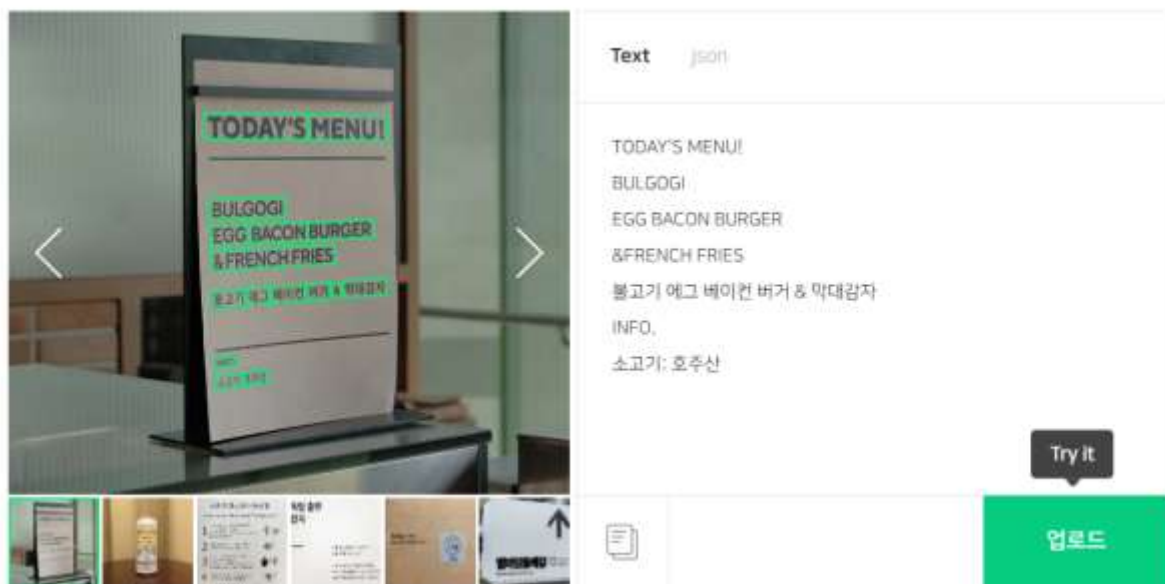 TODAY'S MENU!
BULGOGI
EGG BACON BURGER
&FRENCH FRIES
불고기 에그 베이컨 버거 & 막대감자
소고기 호주산
Text json
TODAY'S MENU!
BULGOGI
EGG BACON BURGER
&FRENCH FRIES
불고기 에그 베이컨 버거 & 막대감자
INFO.
소고기: 호주산
Try it
업로드